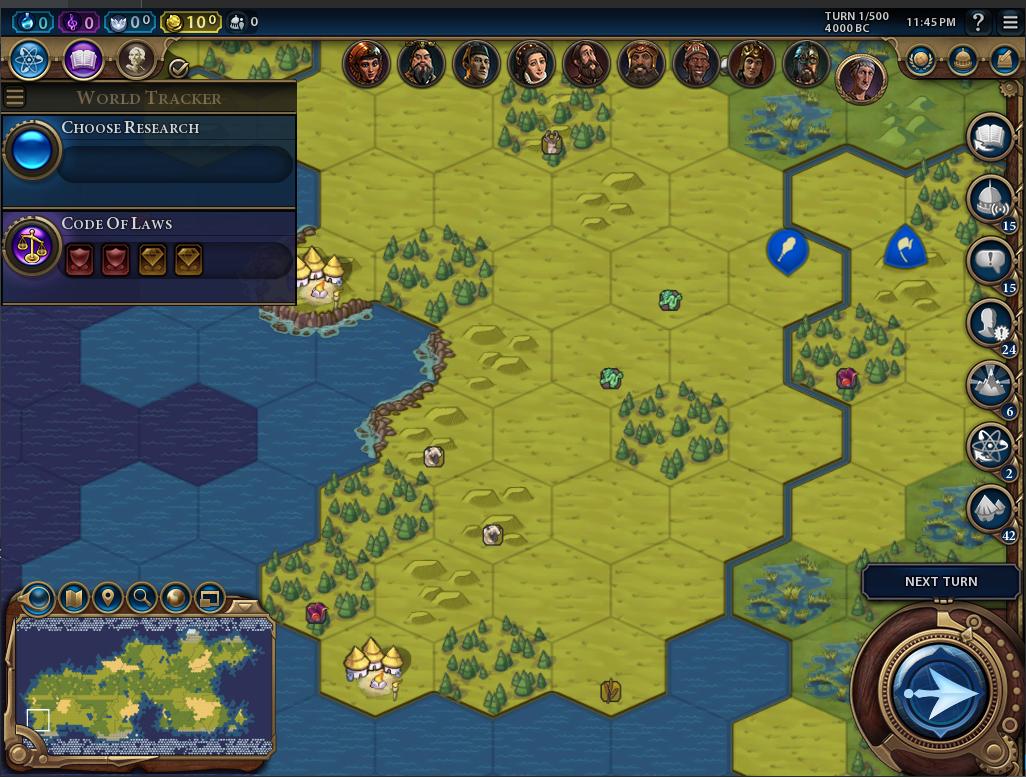 0 0 0⁰ 10⁰ 0
TURN 1/500
4000 BC
11:45 PM
?
WORLD TRACKER
CHOOSE RESEARCH
CODE OF LAWS
15
15
24
6
2
42
NEXT TURN